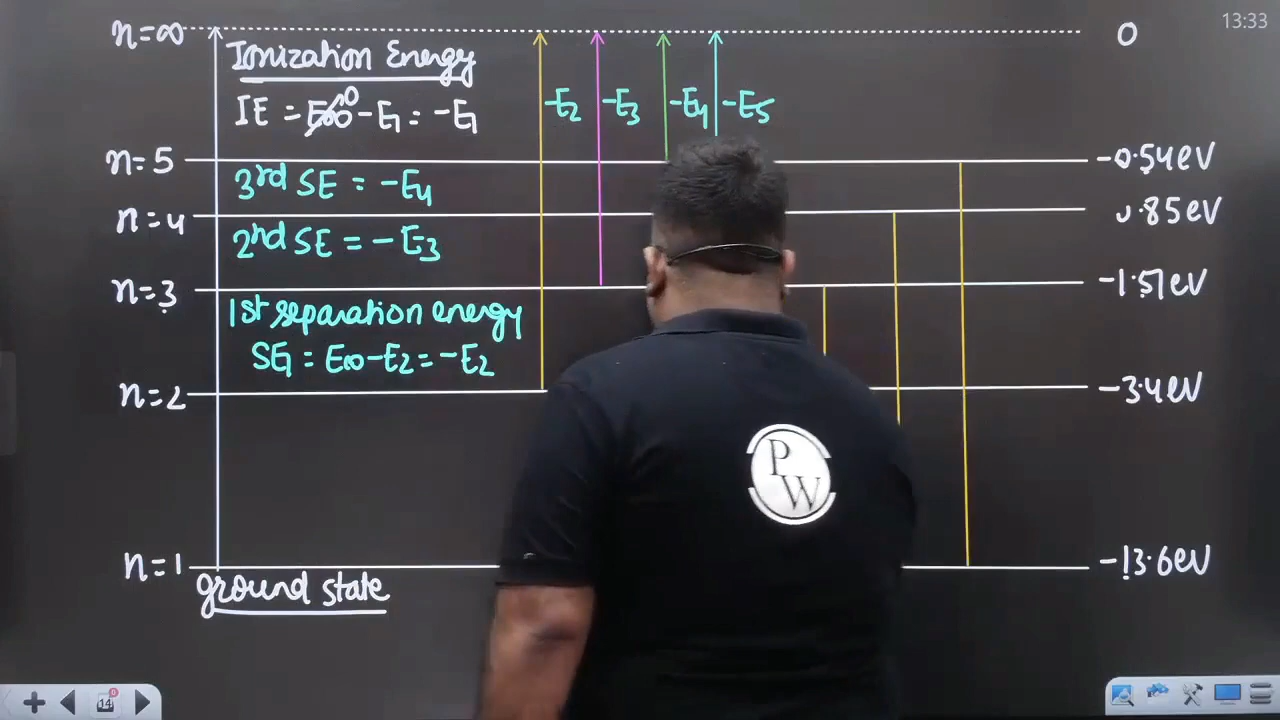 13:33
n=∞
0
Ionization Energy
IE = E∞ 0 - E1 = -E1
-E2 -E3 -E4 -E5
n=5
-0.54eV
3rd SE = -E4
n=4
0.85eV
2nd SE = -E3
n=3
-1.51eV
1st separation energy
SE1 = E∞-E2 = -E2
n=2
-3.4eV
P
W
n=1
-13.6eV
ground state
14